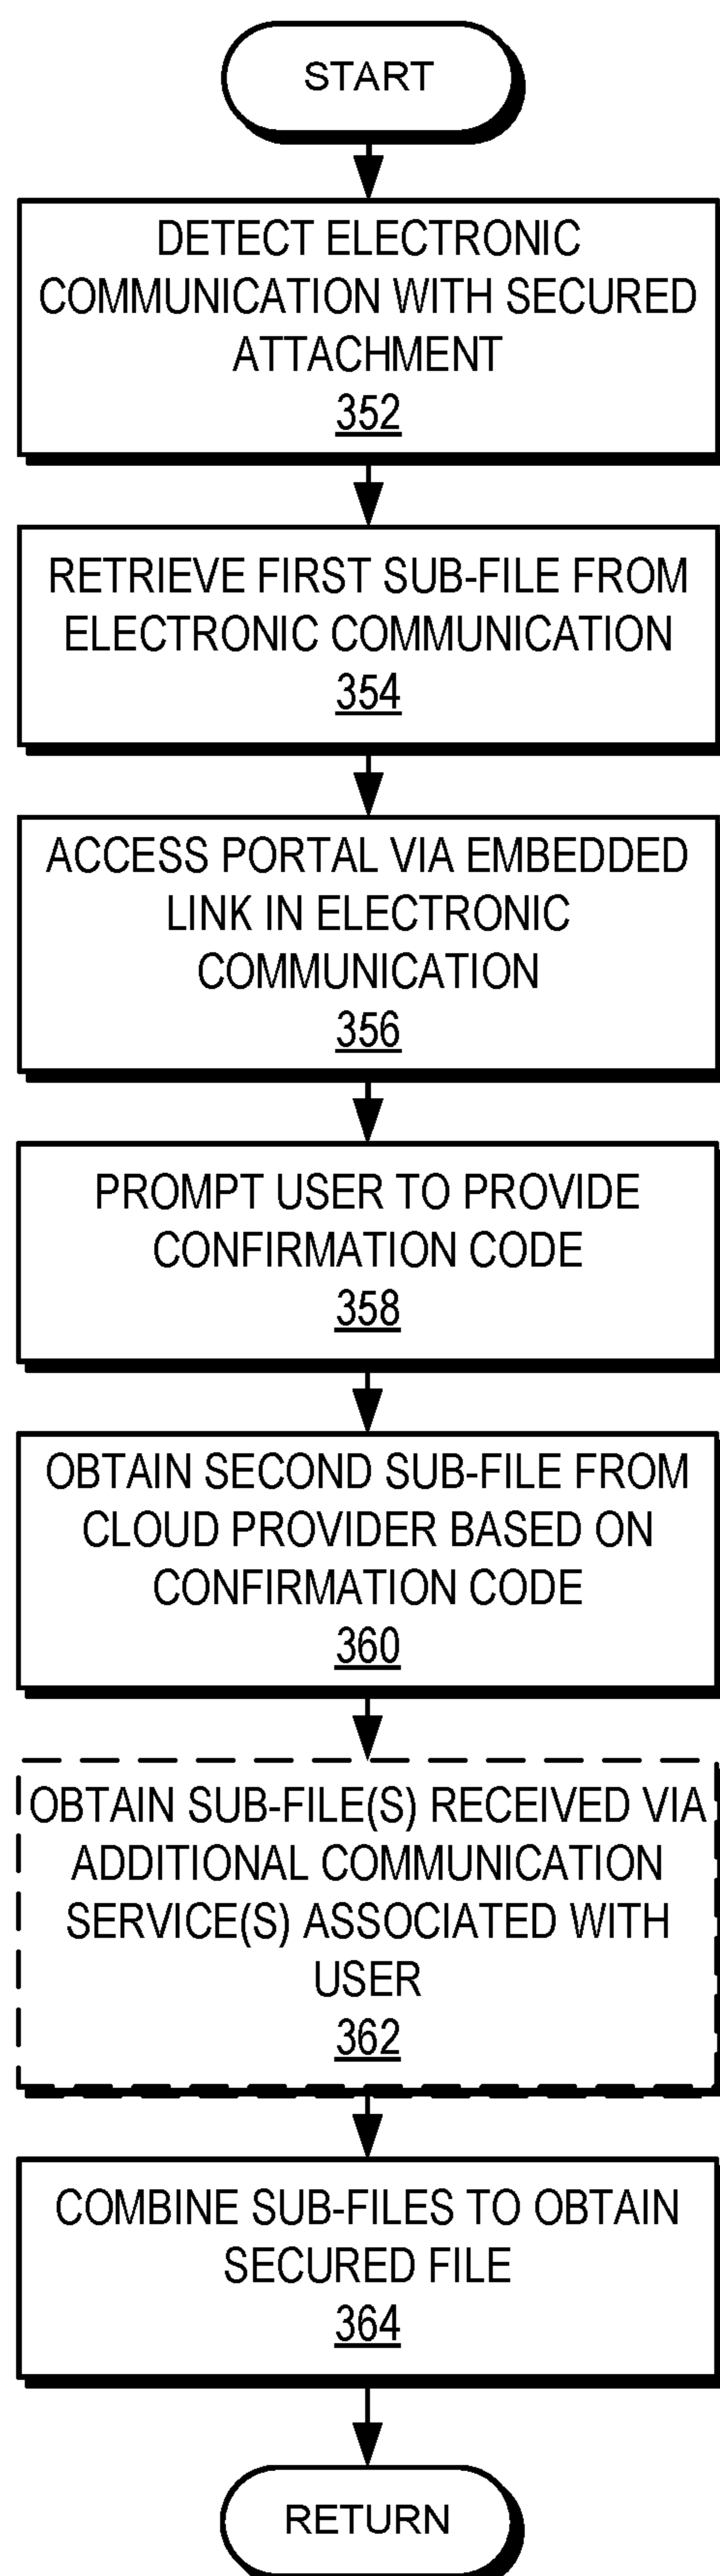 START
DETECT ELECTRONIC
COMMUNICATION WITH SECURED
ATTACHMENT
352
RETRIEVE FIRST SUB-FILE FROM
ELECTRONIC COMMUNICATION
354
ACCESS PORTAL VIA EMBEDDED
LINK IN ELECTRONIC
COMMUNICATION
356
PROMPT USER TO PROVIDE
CONFIRMATION CODE
358
OBTAIN SECOND SUB-FILE FROM
CLOUD PROVIDER BASED ON
CONFIRMATION CODE
360
OBTAIN SUB-FILE(S) RECEIVED VIA
ADDITIONAL COMMUNICATION
SERVICE(S) ASSOCIATED WITH
USER
362
COMBINE SUB-FILES TO OBTAIN
SECURED FILE
364
RETURN